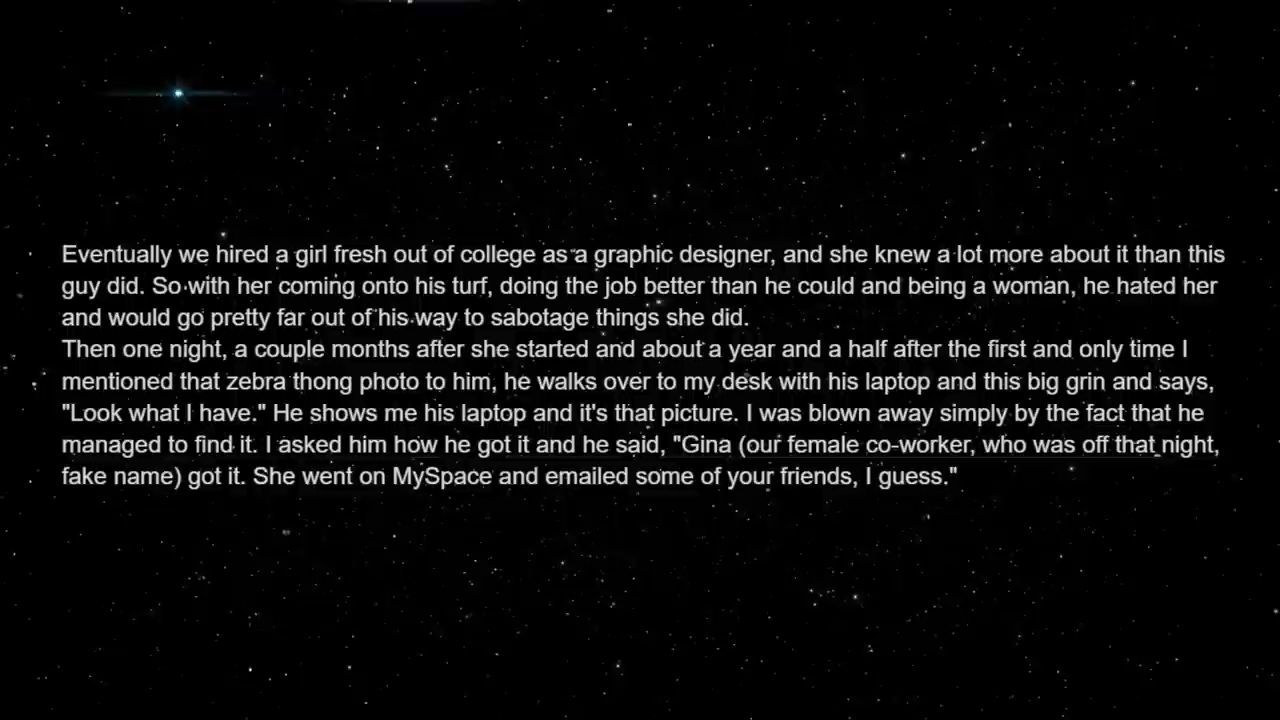 Eventually we hired a girl fresh out of college as a graphic designer, and she knew a lot more about it than this
guy did. So with her coming onto his turf, doing the job better than he could and being a woman, he hated her
and would go pretty far out of his way to sabotage things she did.
Then one night, a couple months after she started and about a year and a half after the first and only time I
mentioned that zebra thong photo to him, he walks over to my desk with his laptop and this big grin and says,
"Look what I have." He shows me his laptop and it's that picture. I was blown away simply by the fact that he
managed to find it. I asked him how he got it and he said, "Gina (our female co-worker, who was off that night,
fake name) got it. She went on MySpace and emailed some of your friends, I guess."